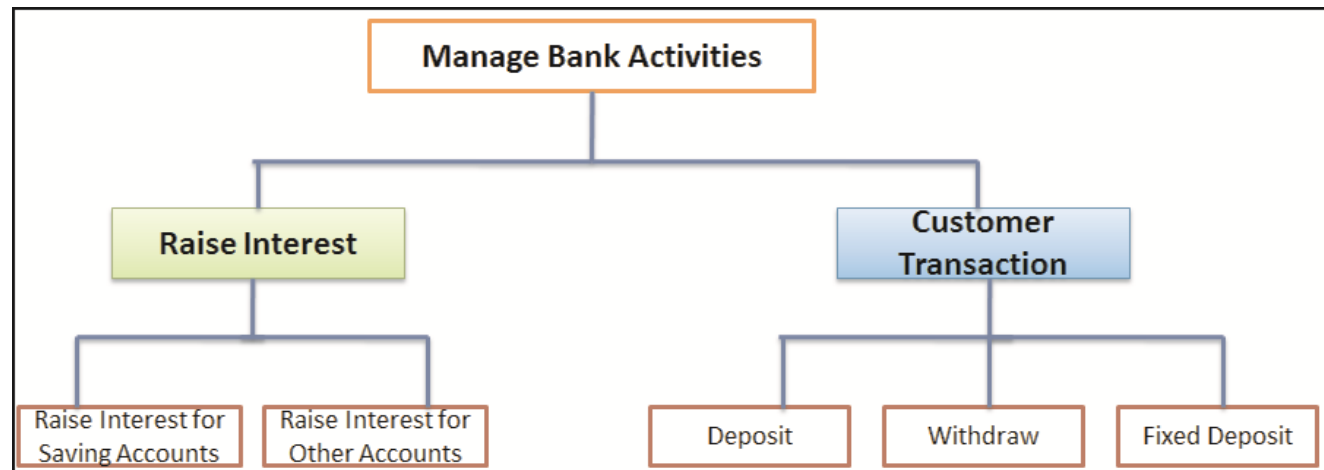 Manage Bank Activities
Raise Interest
Customer
Transaction
Raise Interest for
Saving Accounts
Raise Interest for
Other Accounts
Deposit
Withdraw
Fixed Deposit